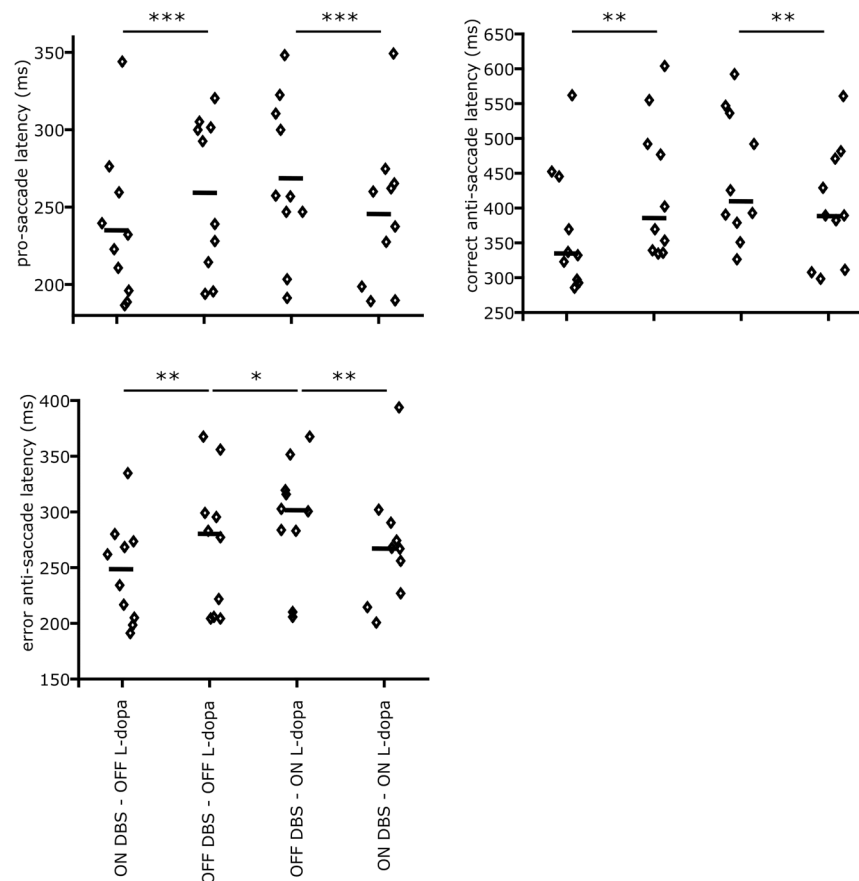 *** ***
pro-saccade latency (ms)
350
300
250
200
** **
correct anti-saccade latency (ms)
650
600
550
500
450
400
350
300
250
** * **
error anti-saccade latency (ms)
400
350
300
250
200
150
ON DBS - OFF L-dopa
OFF DBS - OFF L-dopa
OFF DBS - ON L-dopa
ON DBS - ON L-dopa